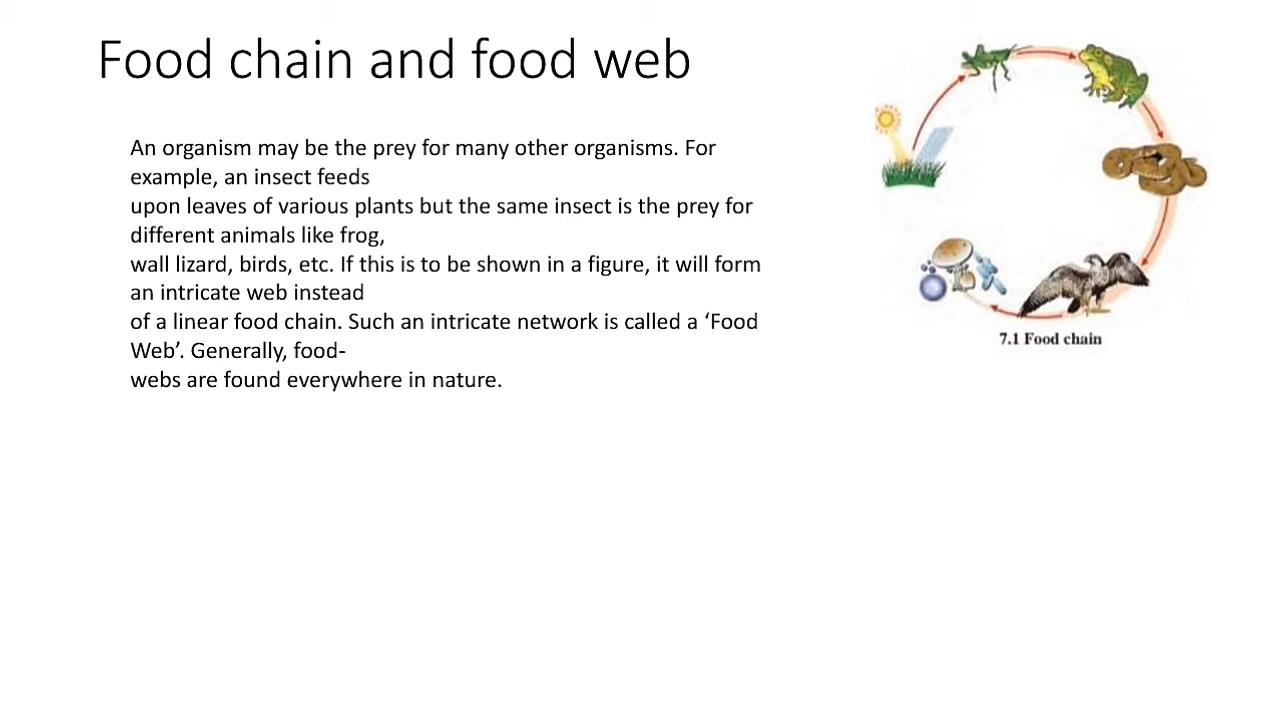 Food chain and food web
An organism may be the prey for many other organisms. For
example, an insect feeds
upon leaves of various plants but the same insect is the prey for
different animals like frog,
wall lizard, birds, etc. If this is to be shown in a figure, it will form
an intricate web instead
of a linear food chain. Such an intricate network is called a ‘Food
Web’. Generally, food-
webs are found everywhere in nature.
7.1 Food chain